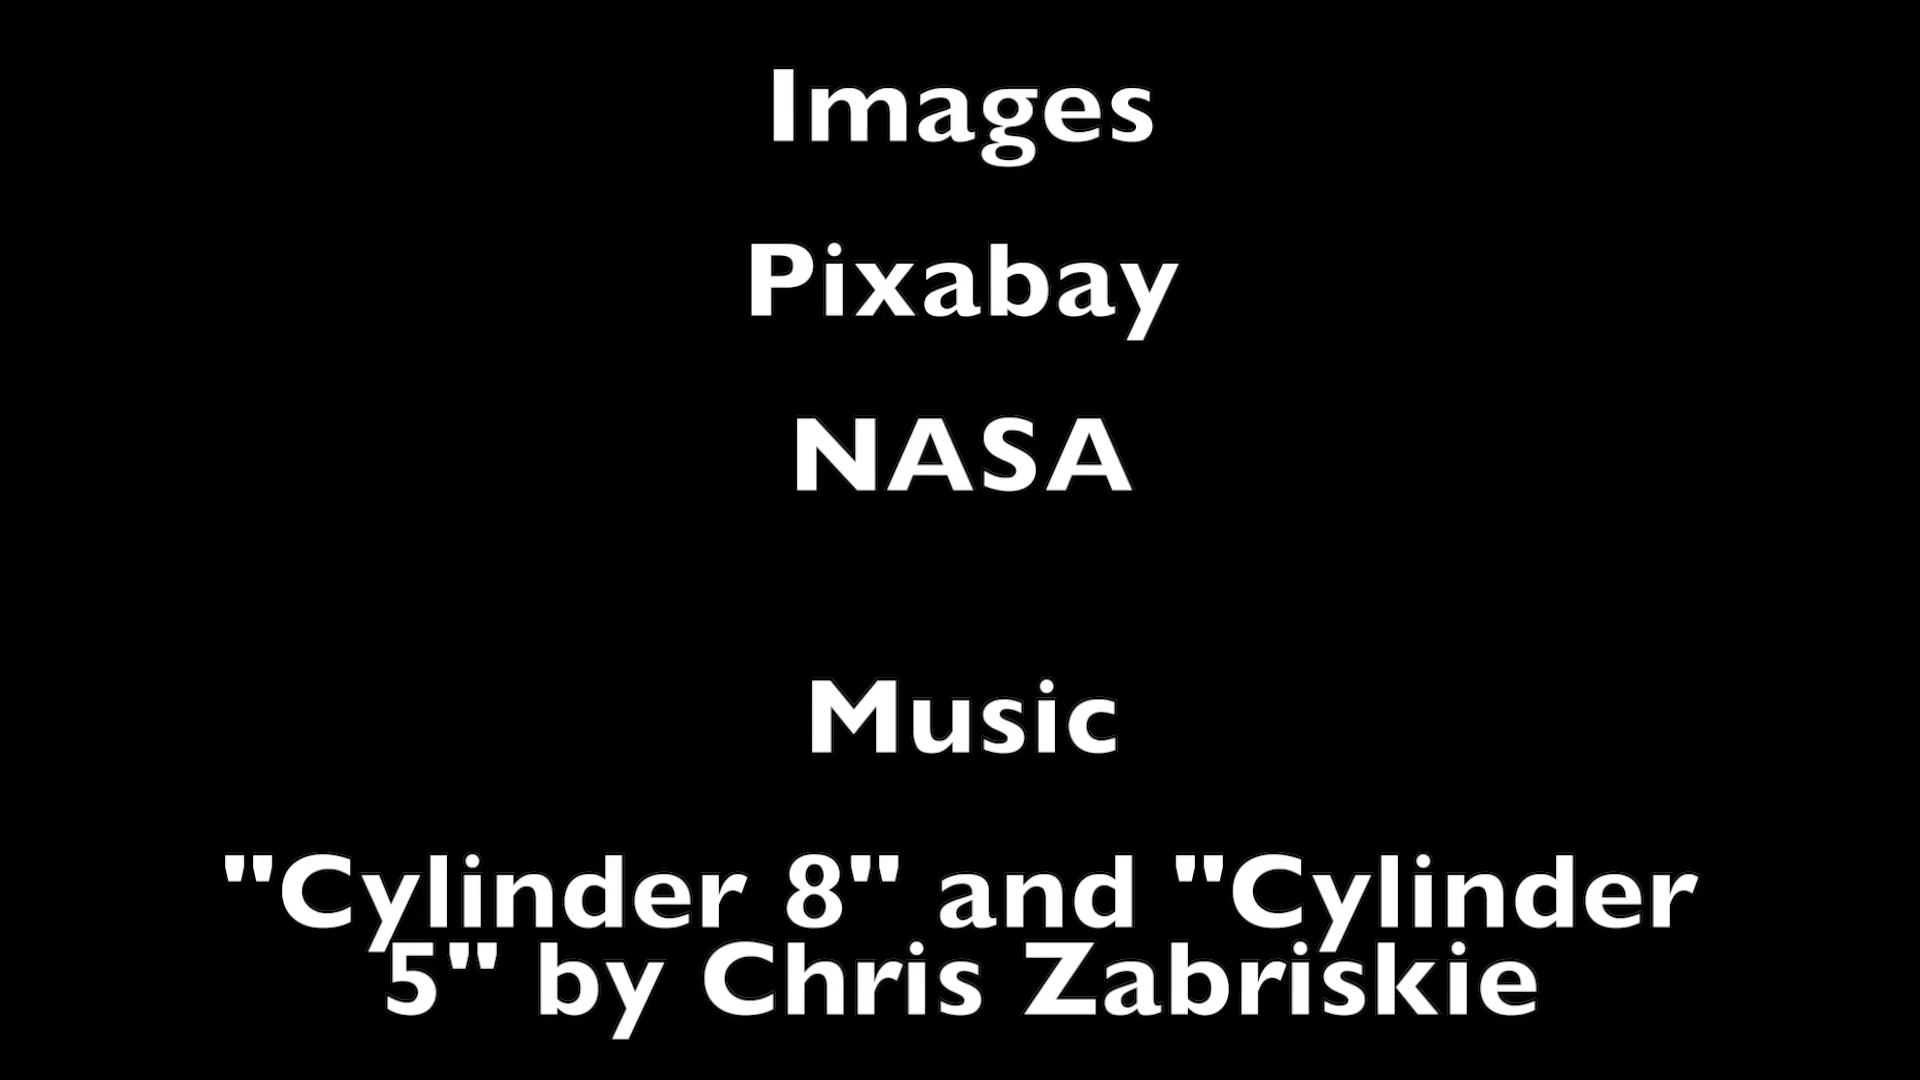 Images
Pixabay
NASA
Music
"Cylinder 8" and "Cylinder
5" by Chris Zabriskie